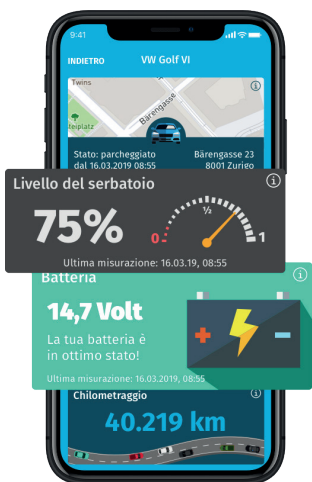 9:41
INDIETRO VW Golf VI
Twins
Bärengasse
Stato: parcheggiato
dal 16.03.2019, 08:55
Bärengasse 23
8001 Zurigo
Livello del serbatoio
75%
0
½
1
Ultima misurazione: 16.03.19, 08:55
Batteria
14,7 Volt
La tua batteria è
in ottimo stato!
Ultima misurazione: 16.03.2019, 08:55
Chilometraggio
40.219 km